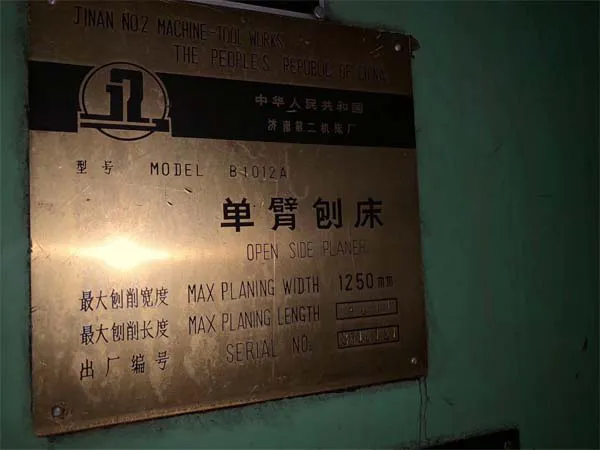 JINAN NO.2 MACHINE-TOOL WORKS
THE PEOPLE'S REPUBLIC OF CHINA
中华人民共和国
济南第二机床厂
型号 MODEL B1012A
单臂刨床
OPEN SIDE PLANER
最大刨削宽度 MAX PLANING WIDTH 1250mm
最大刨削长度 MAX PLANING LENGTH
出厂编号 SERIAL NO.